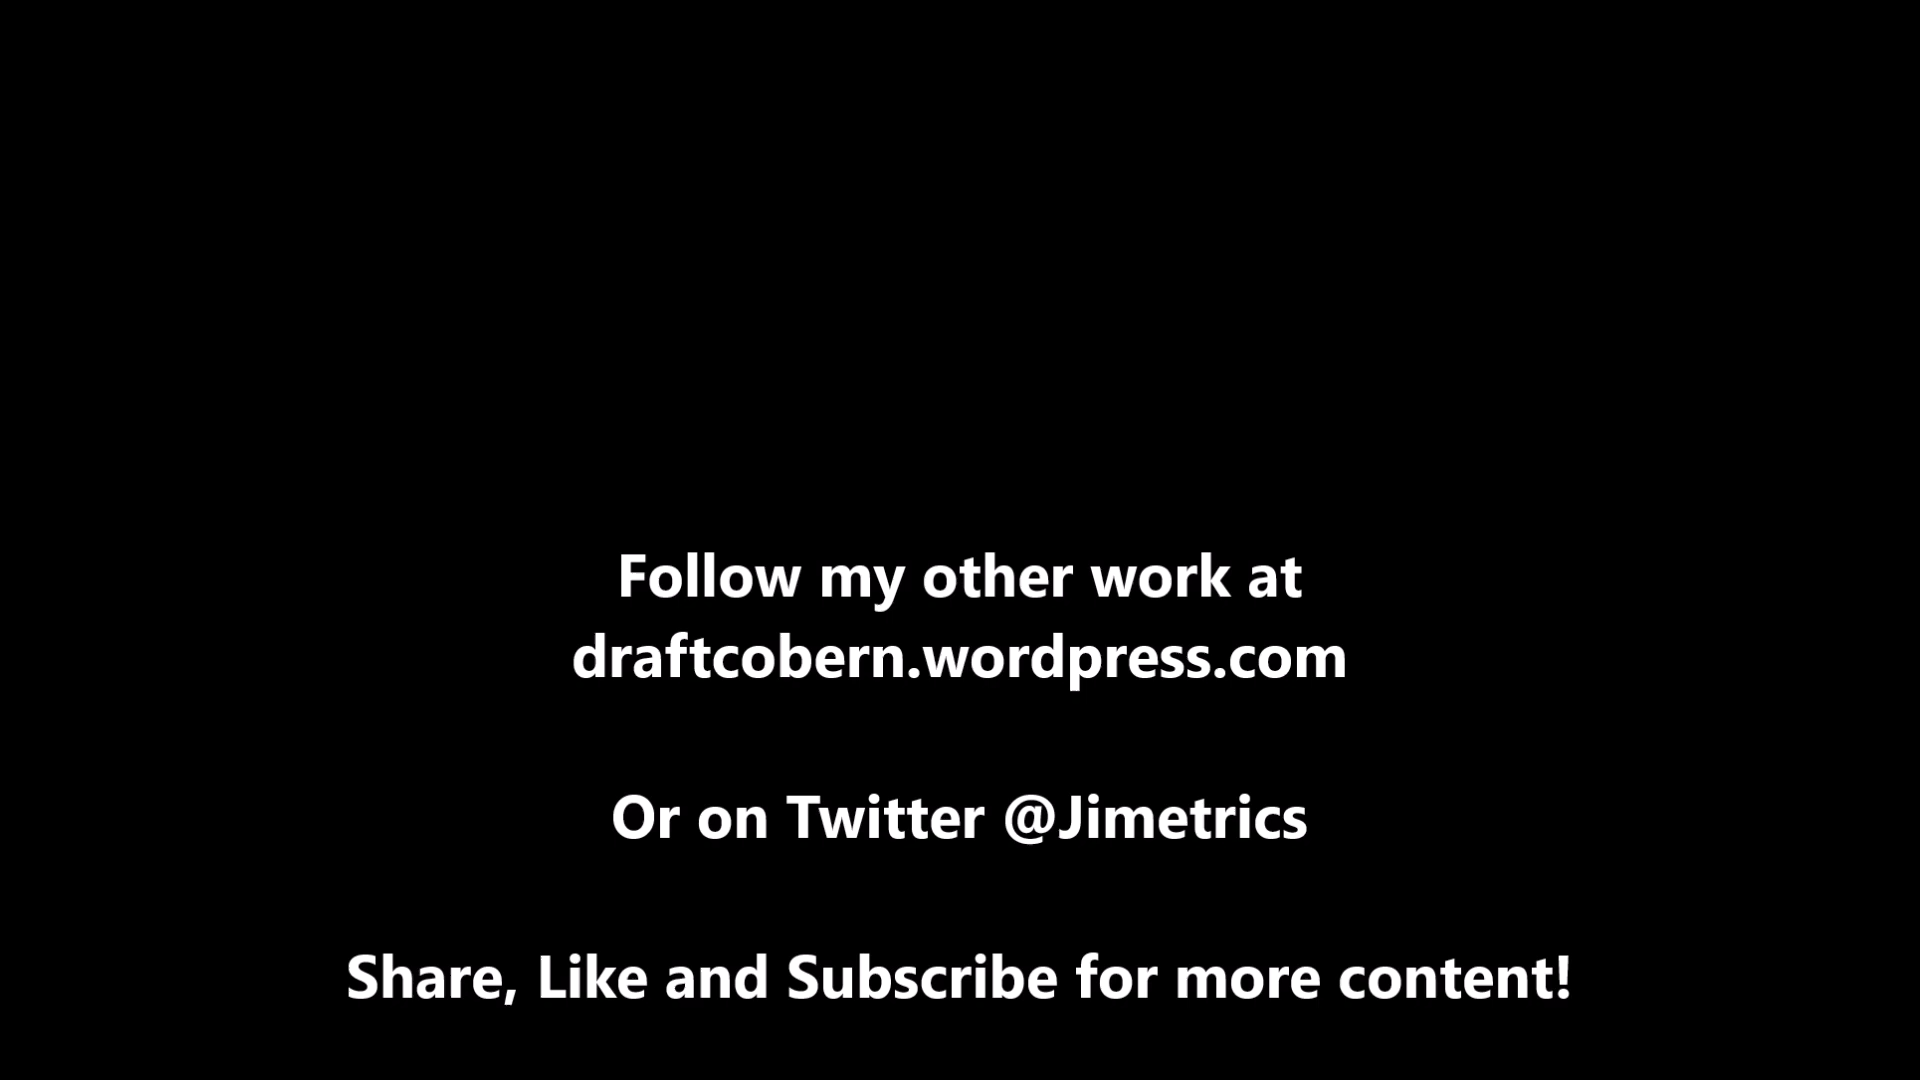 Follow my other work at
draftcobern.wordpress.com
Or on Twitter @Jimetrics
Share, Like and Subscribe for more content!